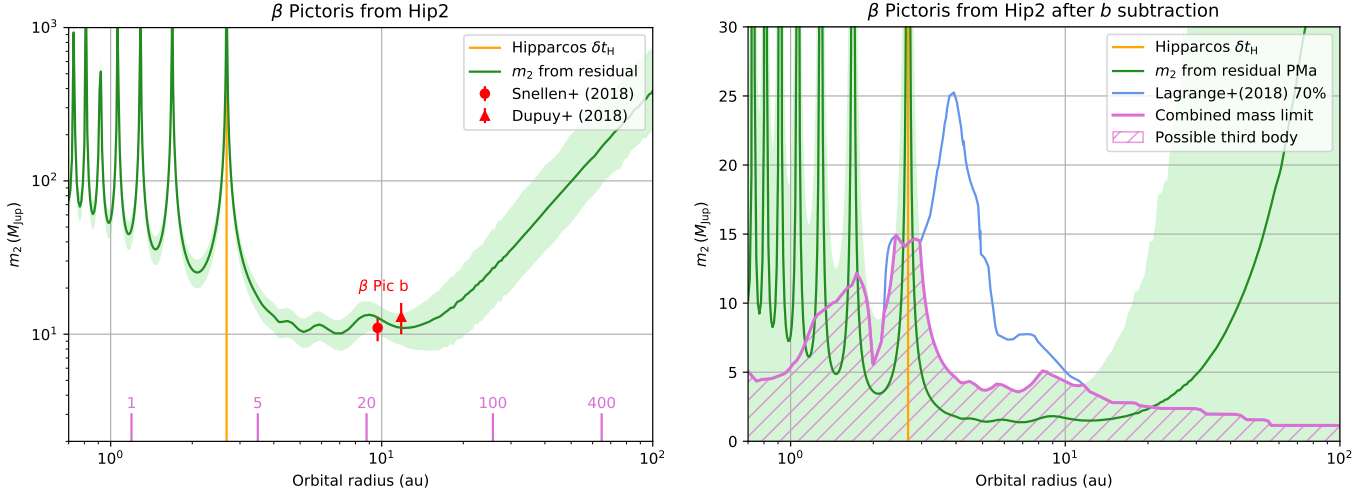 β Pictoris from Hip2
10³
10²
10¹
m₂ (M_Jup)
Hipparcos δt_H
m₂ from residual
Snellen+ (2018)
Dupuy+ (2018)
β Pic b
1 5 20 100 400
10⁰ 10¹ 10²
Orbital radius (au)
β Pictoris from Hip2 after b subtraction
30
25
20
15
10
5
0
m₂ (M_Jup)
Hipparcos δt_H
m₂ from residual PMa
Lagrange+(2018) 70%
Combined mass limit
Possible third body
10⁰ 10¹ 10²
Orbital radius (au)